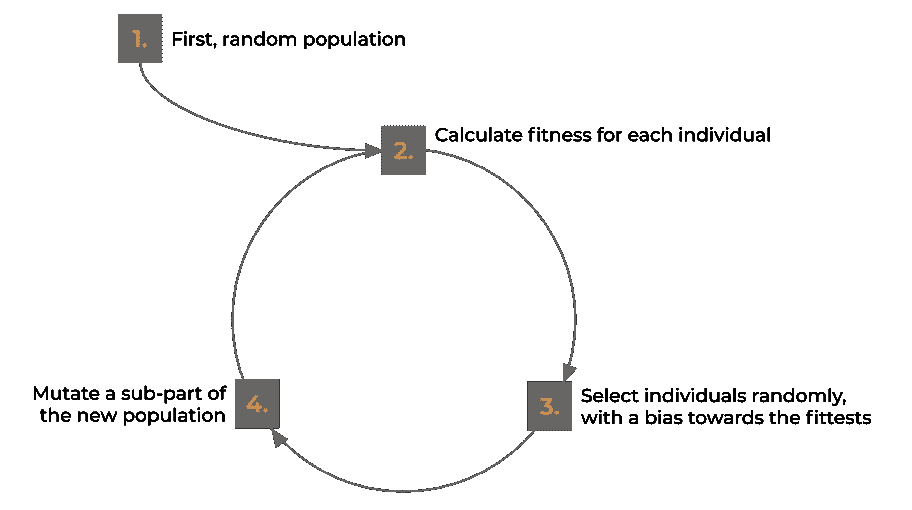 1.
First, random population
2.
Calculate fitness for each individual
Mutate a sub-part of
the new population
4.
3.
Select individuals randomly,
with a bias towards the fittests